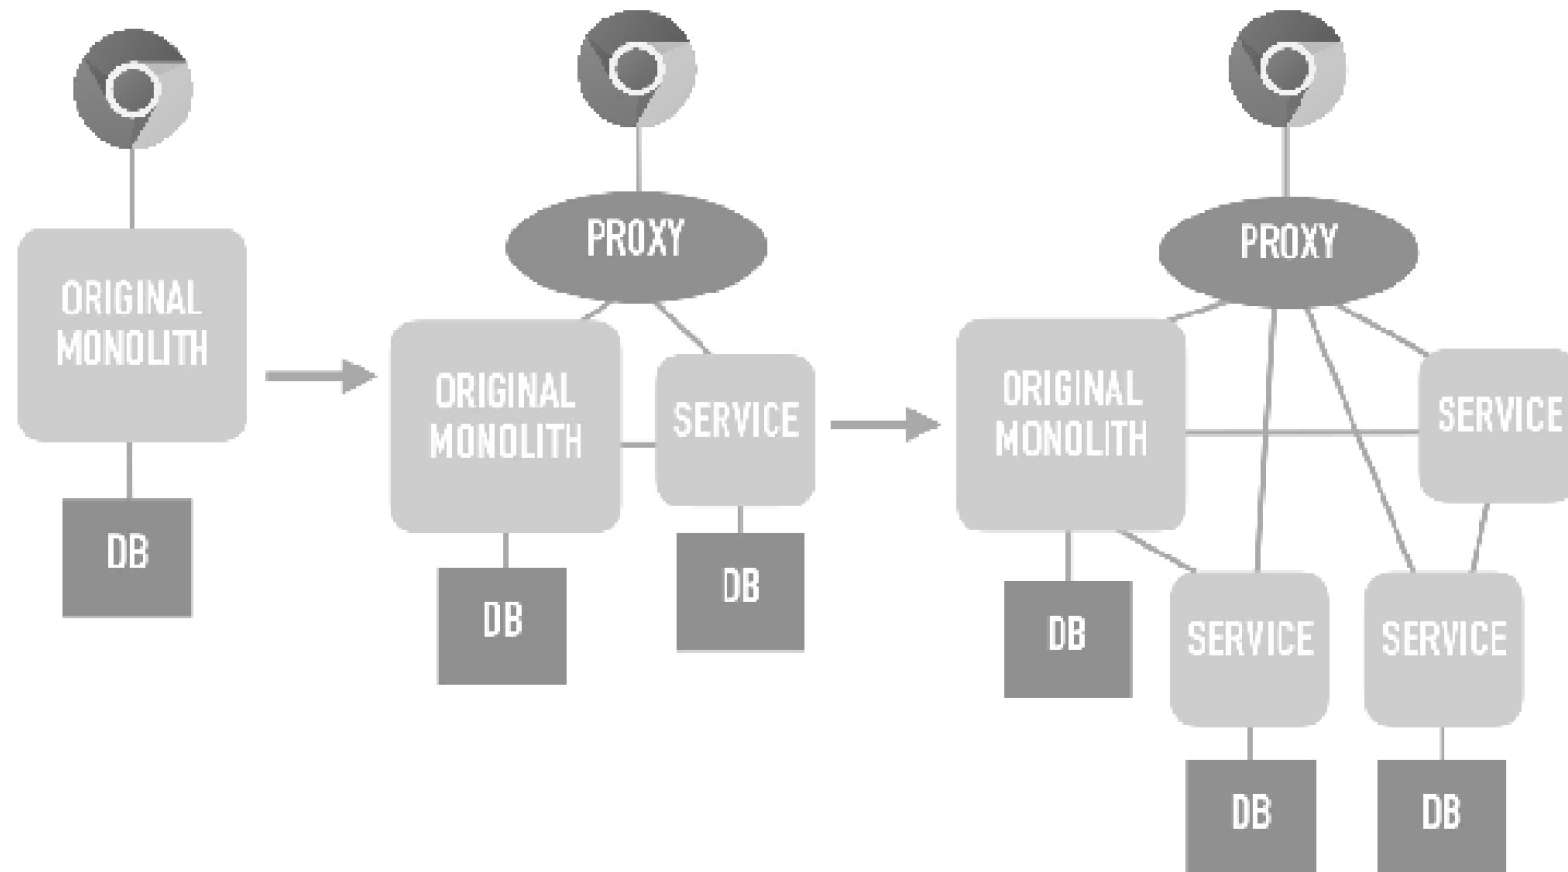 ORIGINAL
MONOLITH
DB
PROXY
ORIGINAL
MONOLITH
SERVICE
DB
DB
PROXY
ORIGINAL
MONOLITH
SERVICE
DB
SERVICE
SERVICE
DB
DB